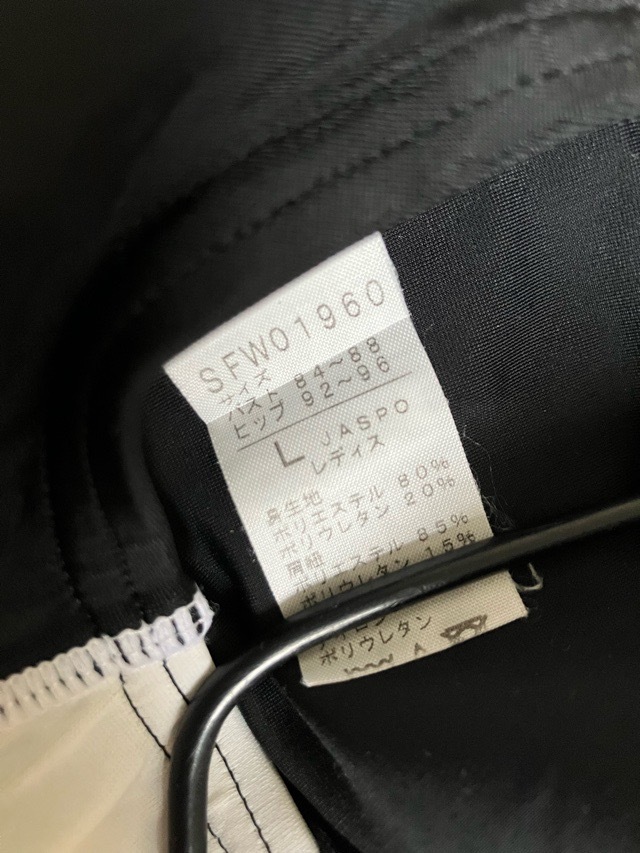 SFW01960
サイズ
バスト 84~88
ヒップ 92~96
L JASPO
レディス
身生地
ポリエステル 80%
ポリウレタン 20%
肩紐
ポリエステル 85%
ポリウレタン 15%
ポリウレタン